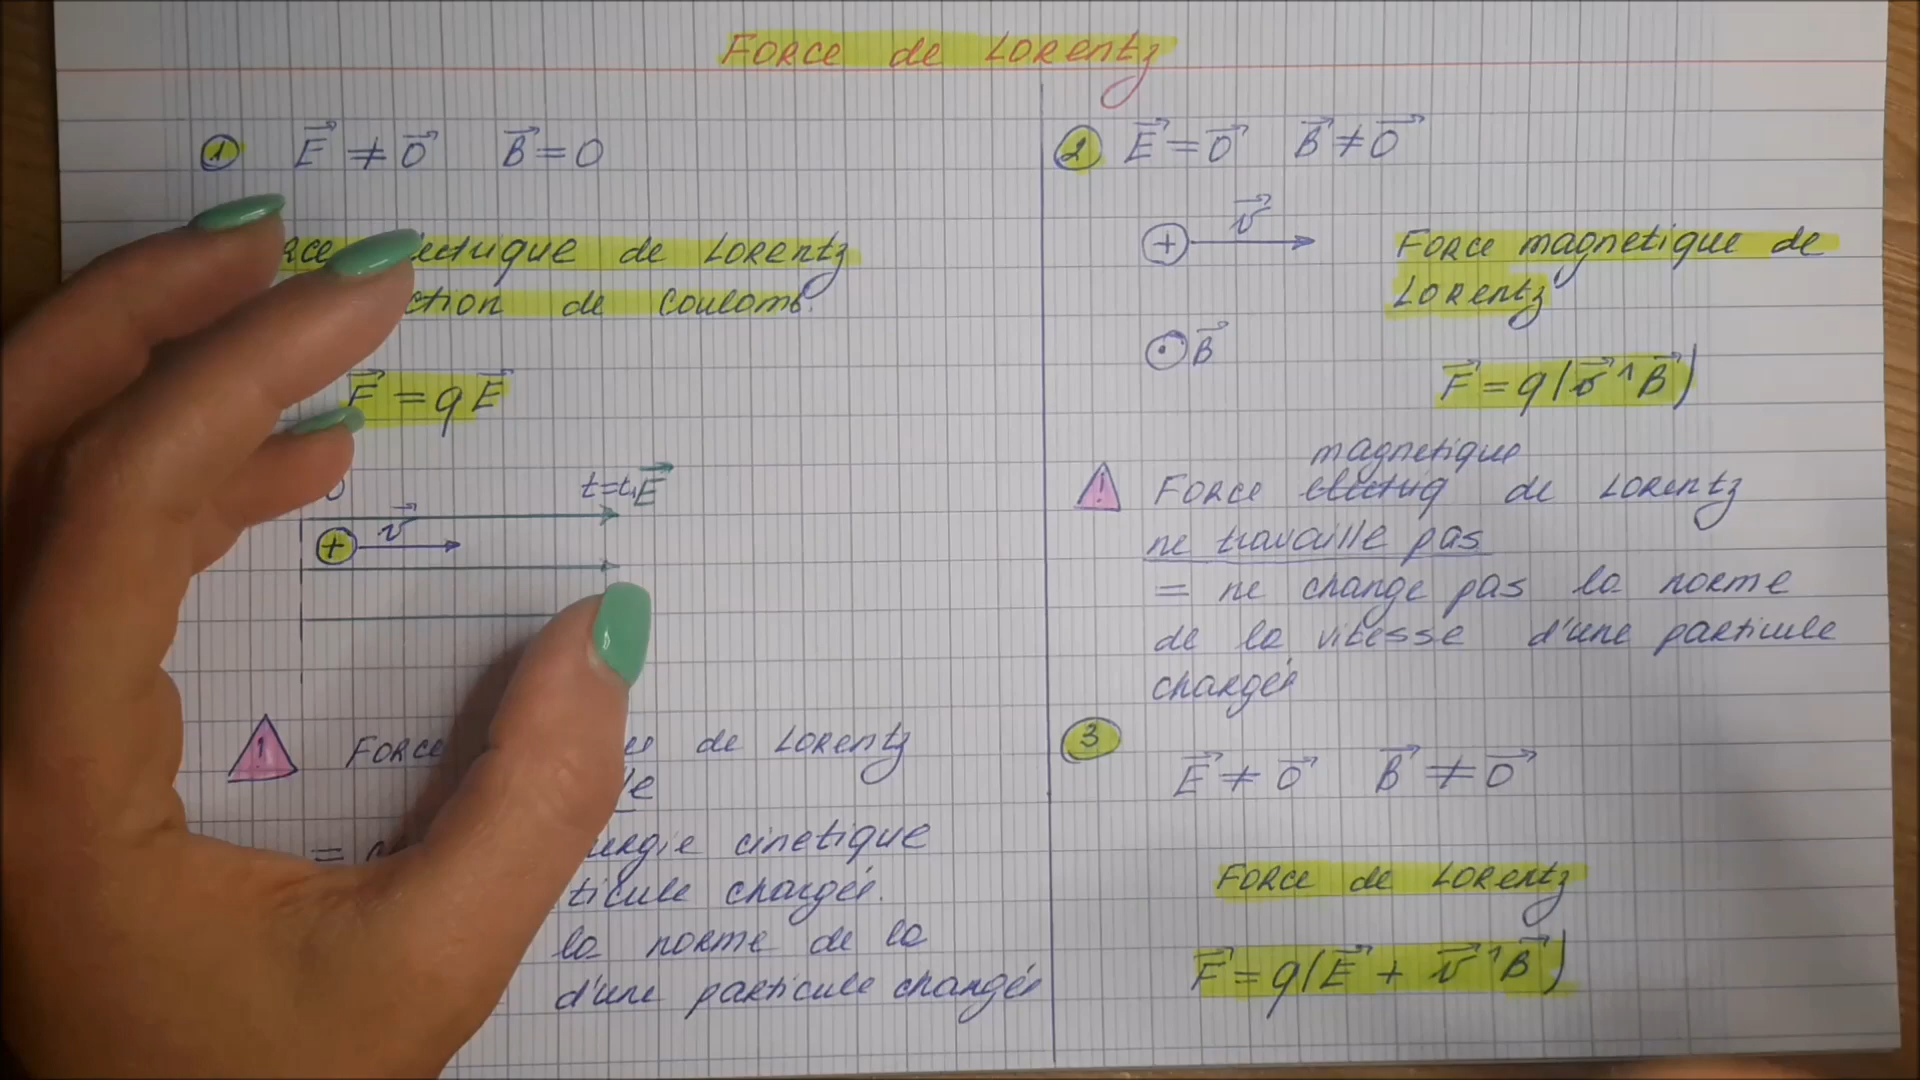 Force de Lorentz
1 E⃗ ≠ 0⃗ B⃗ = 0
de Lorentz
de Coulomb.
F⃗ = q E⃗
t=t₁ E⃗
+ v⃗
! Force de Lorentz
=
cinetique
chargée.
la norme de la
d'une particule chargée
2 E⃗ = 0⃗ B⃗ ≠ 0⃗
+ v⃗
Force magnetique de
Lorentz
B⃗
F⃗ = q(v⃗ ^ B⃗)
magnetique
! Force de Lorentz
ne travaille pas
= ne change pas la norme
de la vitesse d'une particule
chargée
3
E⃗ ≠ 0⃗ B⃗ ≠ 0⃗
Force de Lorentz
F⃗ = q(E⃗ + v⃗ ^ B⃗)